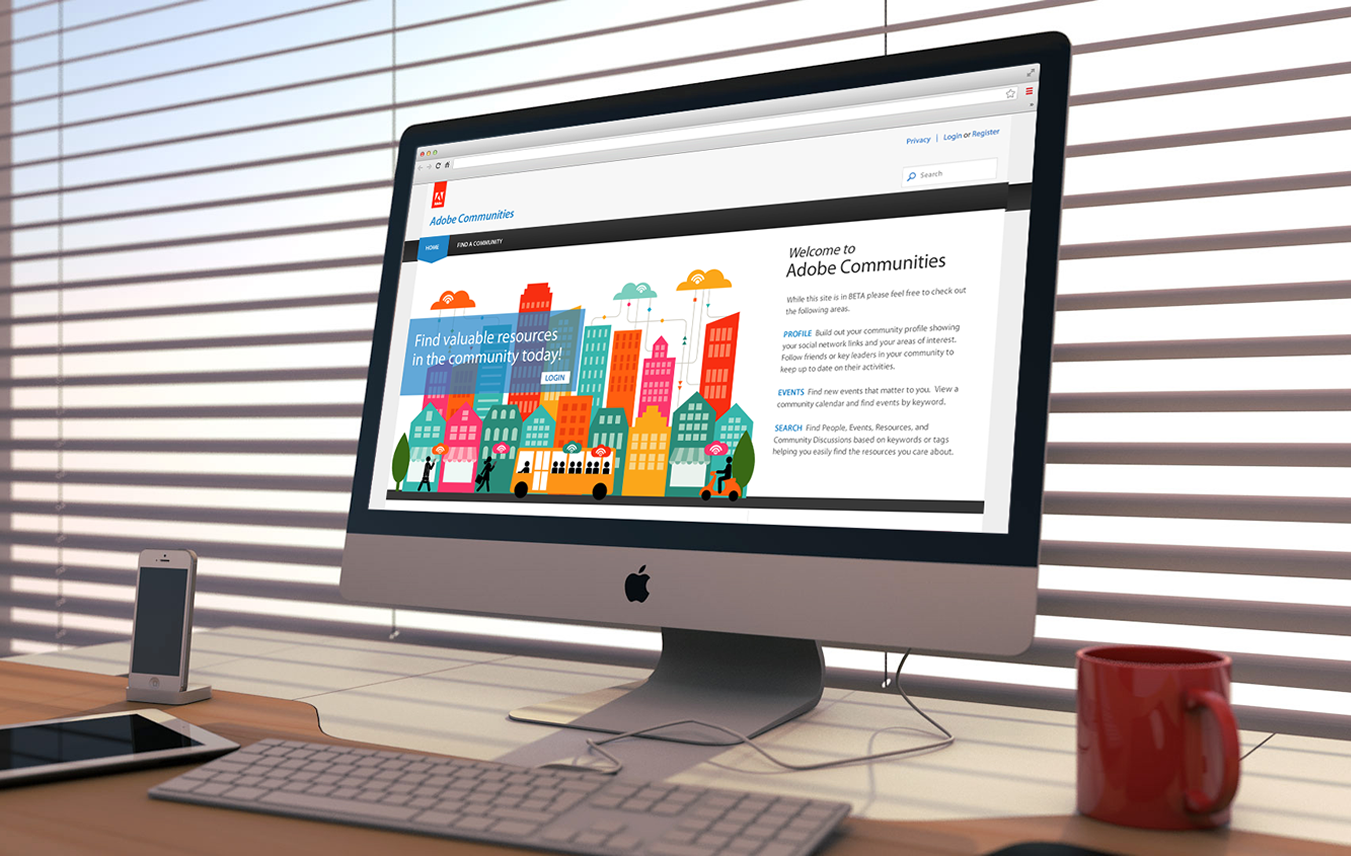 Privacy | Login or Register
Search
Adobe Communities
HOME
FIND A COMMUNITY
Find valuable resources
in the community today!
LOGIN
Welcome to
Adobe Communities
While this site is in BETA please feel free to check out
the following areas.
PROFILE Build out your community profile showing
your social network links and your areas of interest.
Follow friends or key leaders in your community to
keep up to date on their activities.
EVENTS Find new events that matter to you. View a
community calendar and find events by keyword.
SEARCH Find People, Events, Resources, and
Community Discussions based on keywords or tags
helping you easily find the resources you care about.